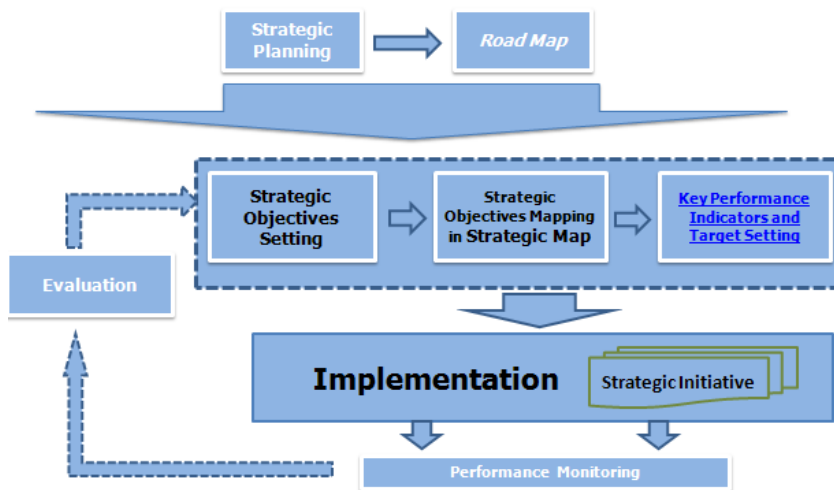 Strategic
Planning
Road Map
Strategic
Objectives
Setting
Strategic
Objectives Mapping
in Strategic Map
Key Performance
Indicators and
Target Setting
Evaluation
Implementation
Strategic Initiative
Performance Monitoring